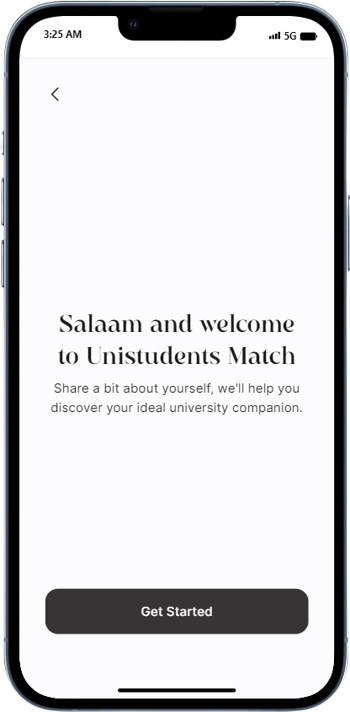 3:25 AM 5G
Salaam and welcome
to Unistudents Match
Share a bit about yourself, we'll help you
discover your ideal university companion.
Get Started